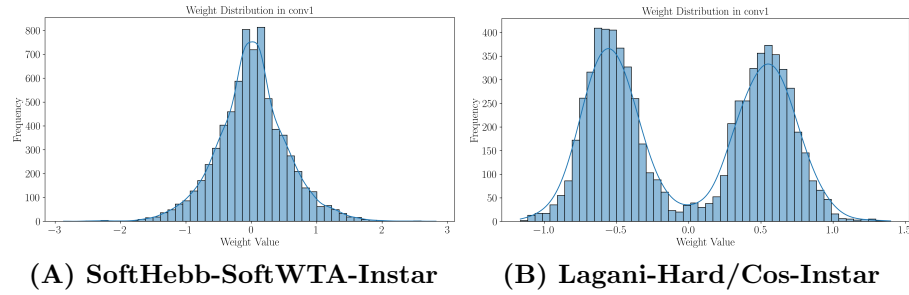 Weight Distribution in conv1
Frequency
800
700
600
500
400
300
200
100
0
−3 −2 −1 0 1 2 3
Weight Value
(A) SoftHebb-SoftWTA-Instar
Weight Distribution in conv1
Frequency
400
350
300
250
200
150
100
50
0
−1.0 −0.5 0.0 0.5 1.0 1.5
Weight Value
(B) Lagani-Hard/Cos-Instar